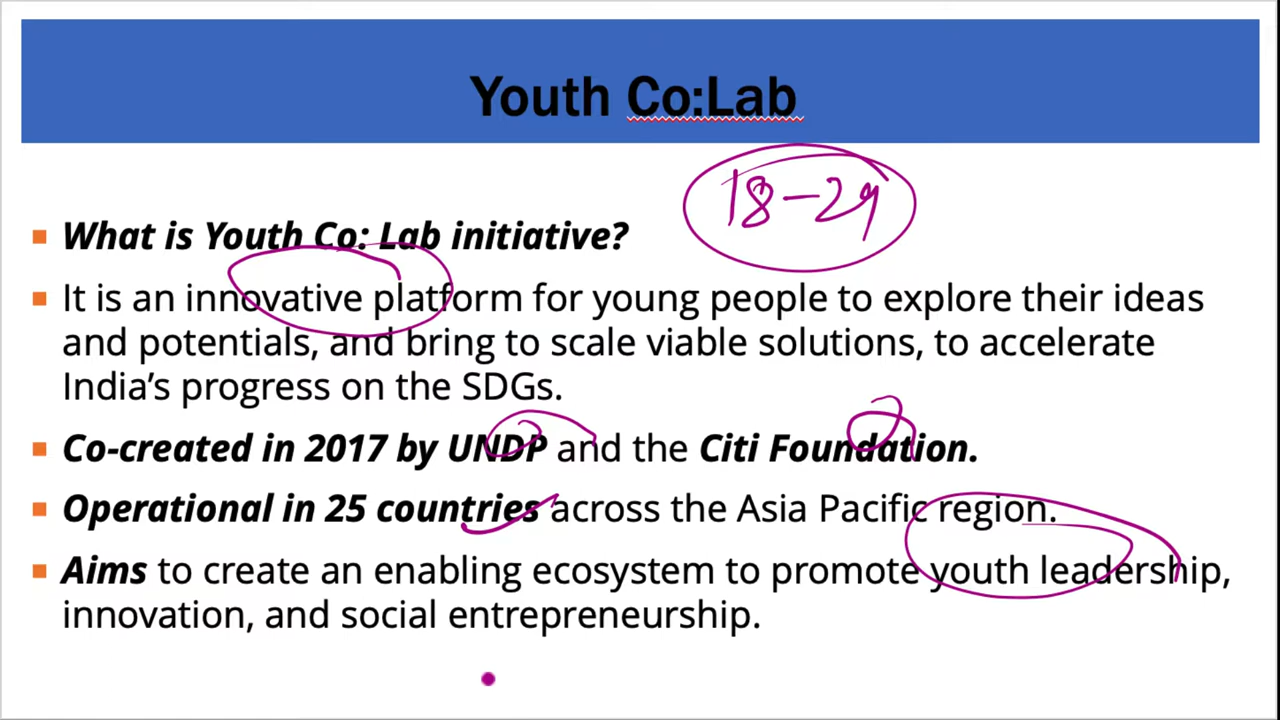 Youth Co:Lab
18-29
What is Youth Co: Lab initiative?
It is an innovative platform for young people to explore their ideas
and potentials, and bring to scale viable solutions, to accelerate
India's progress on the SDGs.
Co-created in 2017 by UNDP and the Citi Foundation.
Operational in 25 countries across the Asia Pacific region.
Aims to create an enabling ecosystem to promote youth leadership,
innovation, and social entrepreneurship.